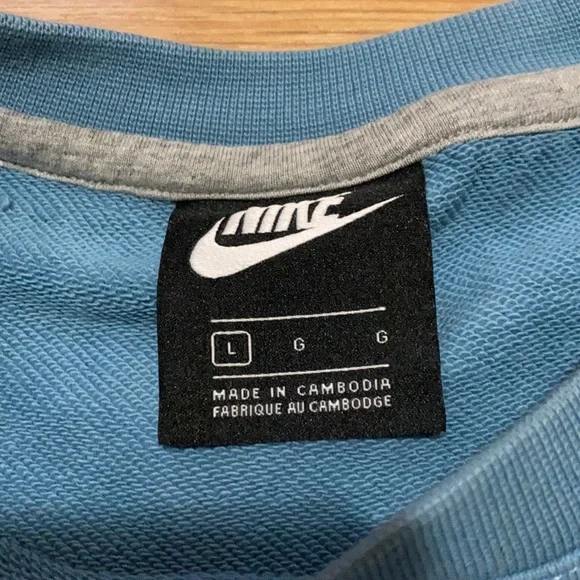 NIKE
L G G
MADE IN CAMBODIA
FABRIQUE AU CAMBODGE